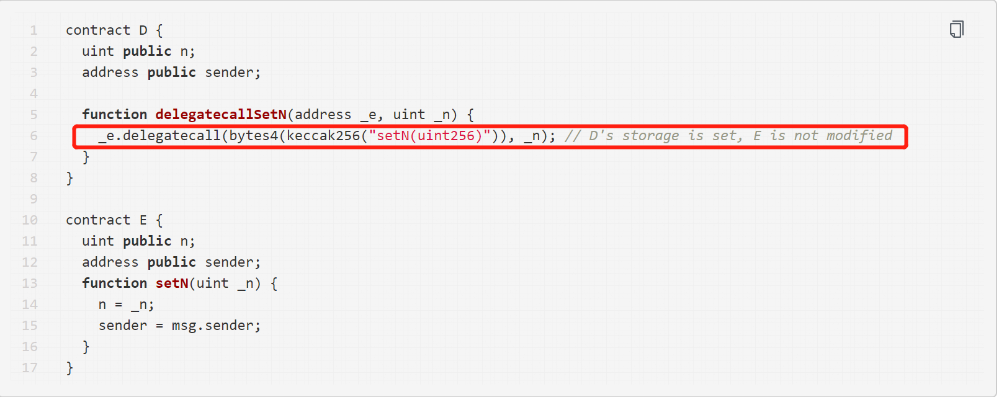 1 contract D {
2 uint public n;
3 address public sender;
4
5 function delegatecallSetN(address _e, uint _n) {
6 _e.delegatecall(bytes4(keccak256("setN(uint256)")), _n); // D's storage is set, E is not modified
7 }
8 }
9
10 contract E {
11 uint public n;
12 address public sender;
13 function setN(uint _n) {
14 n = _n;
15 sender = msg.sender;
16 }
17 }